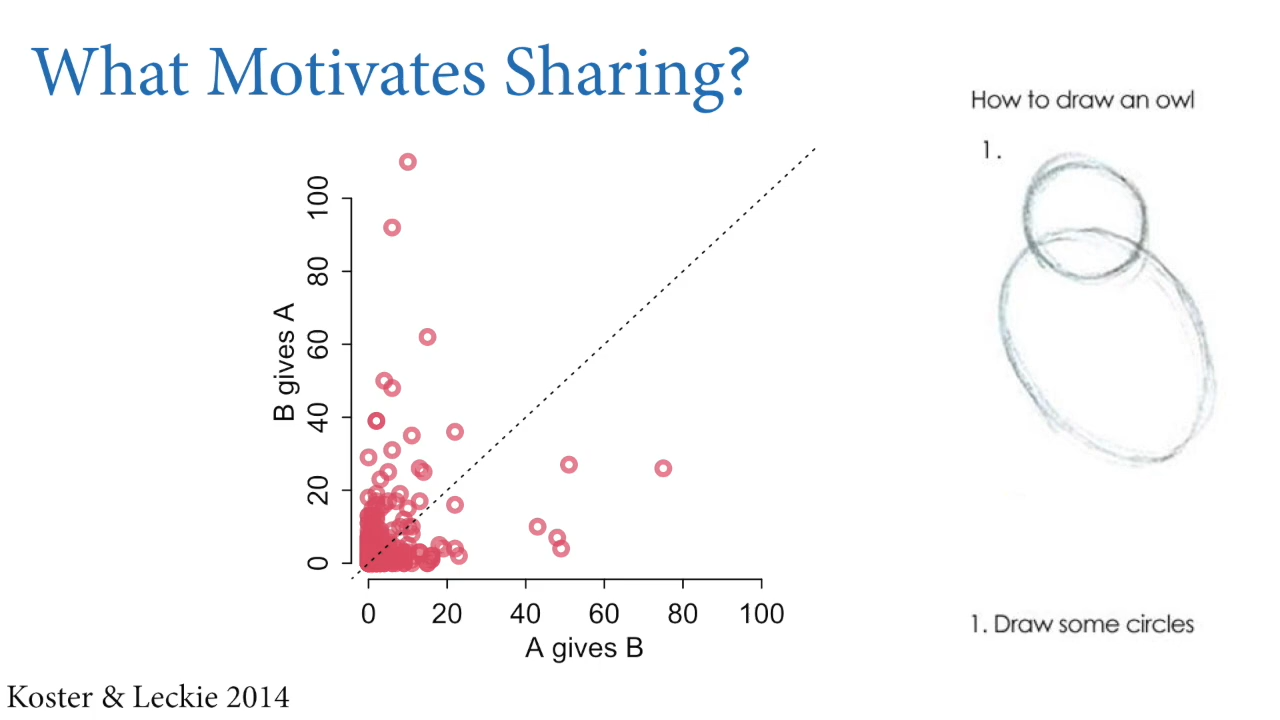 What Motivates Sharing?
How to draw an owl
1.
100
80
60
40
20
0
B gives A
0 20 40 60 80 100
A gives B
1. Draw some circles
Koster & Leckie 2014